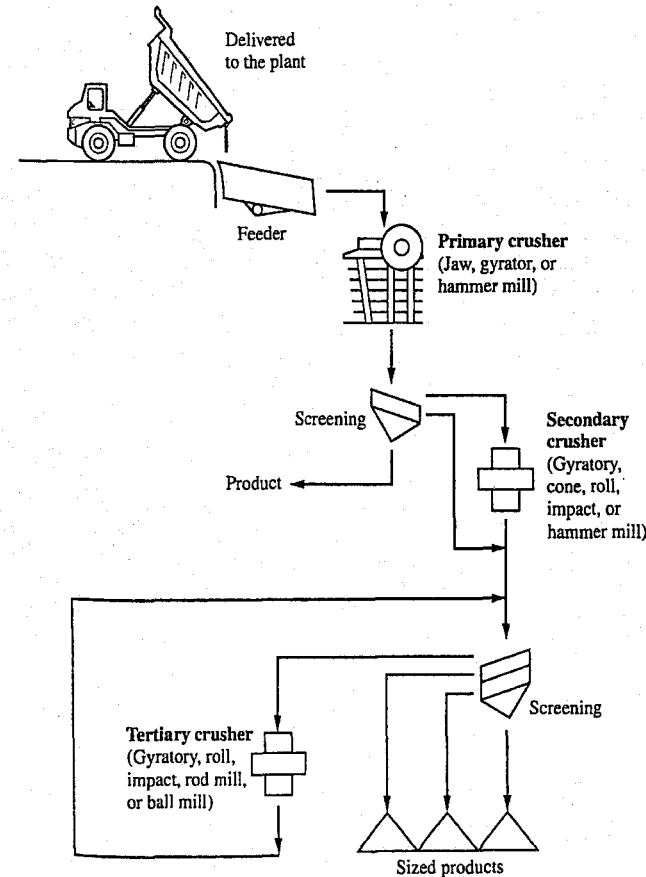 Delivered
to the plant
Feeder
Primary crusher
(Jaw, gyrator, or
hammer mill)
Screening
Secondary
crusher
(Gyratory,
cone, roll,
impact, or
hammer mill)
Product
Screening
Tertiary crusher
(Gyratory, roll,
impact, rod mill,
or ball mill)
Sized products